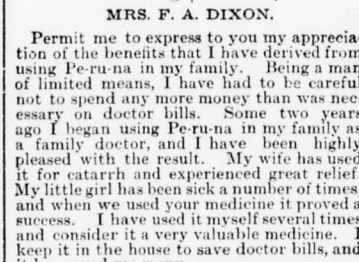 MRS. F. A. DIXON.
Permit me to express to you my apprecia-
tion of the benefits that I have derived from
using Pe-ru-na in my family. Being a man
of limited means, I have had to be careful
not to spend any more money than was nec-
essary on doctor bills. Some two years
ago I began using Pe-ru-na in my family as
a family doctor, and I have been highly
pleased with the result. My wife has used
it for catarrh and experienced great relief.
My little girl has been sick a number of times,
and when we used your medicine it proved a
success. I have used it myself several times
and consider it a very valuable medicine. I
keep it in the house to save doctor bills, and